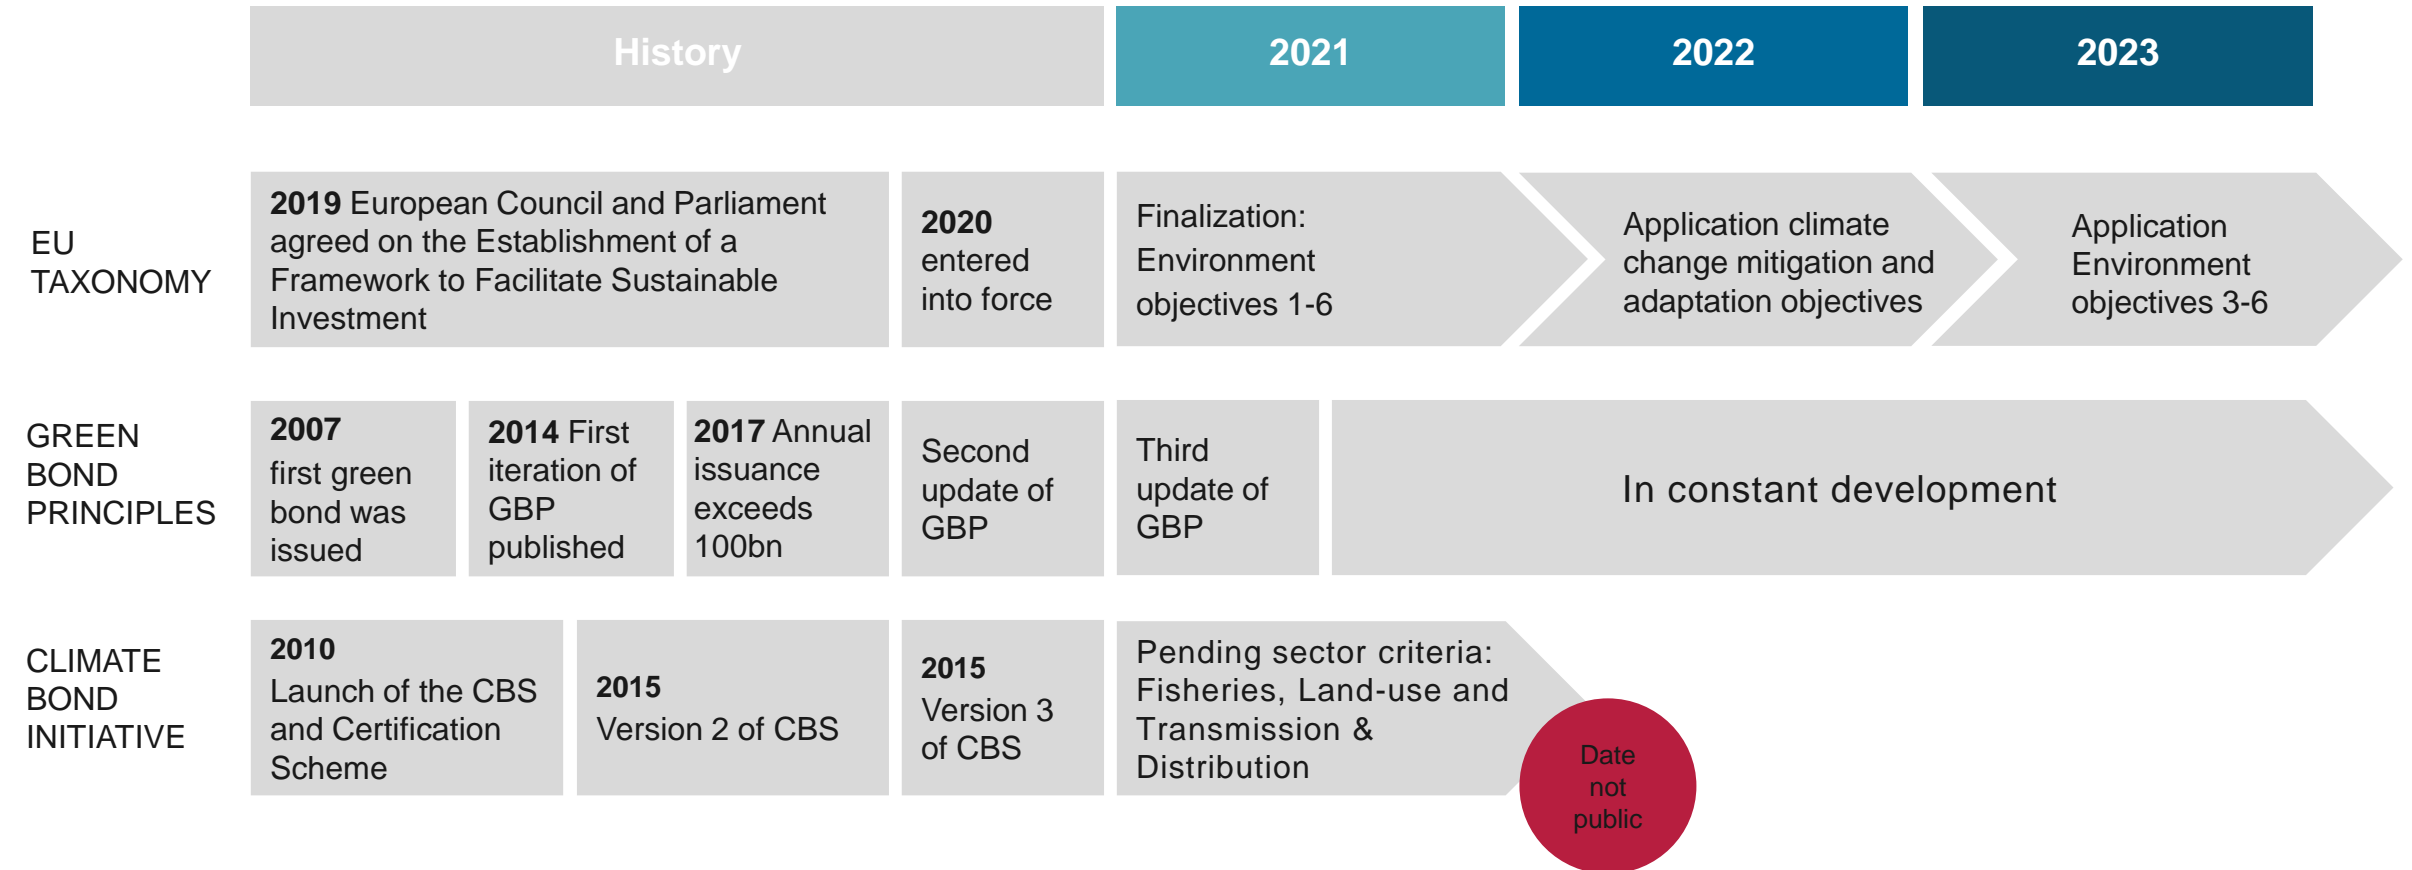 History
2021
2022
2023
EU
TAXONOMY
2019 European Council and Parliament
agreed on the Establishment of a
Framework to Facilitate Sustainable
Investment
2020
entered
into force
Finalization:
Environment
objectives 1-6
Application climate
change mitigation and
adaptation objectives
Application
Environment
objectives 3-6
GREEN
BOND
PRINCIPLES
2007
first green
bond was
issued
2014 First
iteration of
GBP
published
2017 Annual
issuance
exceeds
100bn
Second
update of
GBP
Third
update of
GBP
In constant development
CLIMATE
BOND
INITIATIVE
2010
Launch of the CBS
and Certification
Scheme
2015
Version 2 of CBS
2015
Version 3
of CBS
Pending sector criteria:
Fisheries, Land-use and
Transmission &
Distribution
Date
not
public